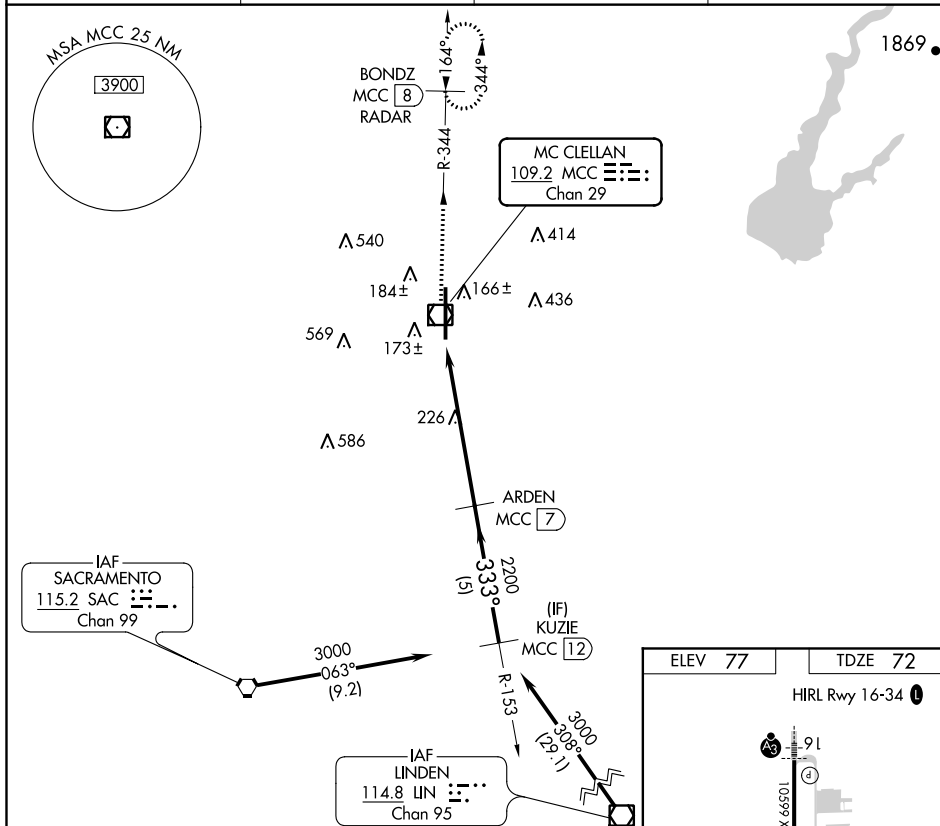 MSA MCC 25 NM
3900
BONDZ
MCC 8
RADAR
164°
344°
R-344
1869
MC CLELLAN
109.2 MCC
Chan 29
540
414
184±
166±
436
569
173±
226
586
ARDEN
MCC 7
2200
333°
(5)
IAF
SACRAMENTO
115.2 SAC
Chan 99
(IF)
KUZIE
MCC 12
3000
063°
(9.2)
R-153
3000
308°
(29.1)
IAF
LINDEN
114.8 LIN
Chan 95
ELEV 77
TDZE 72
HIRL Rwy 16-34 L
A3
16
P
10599 X